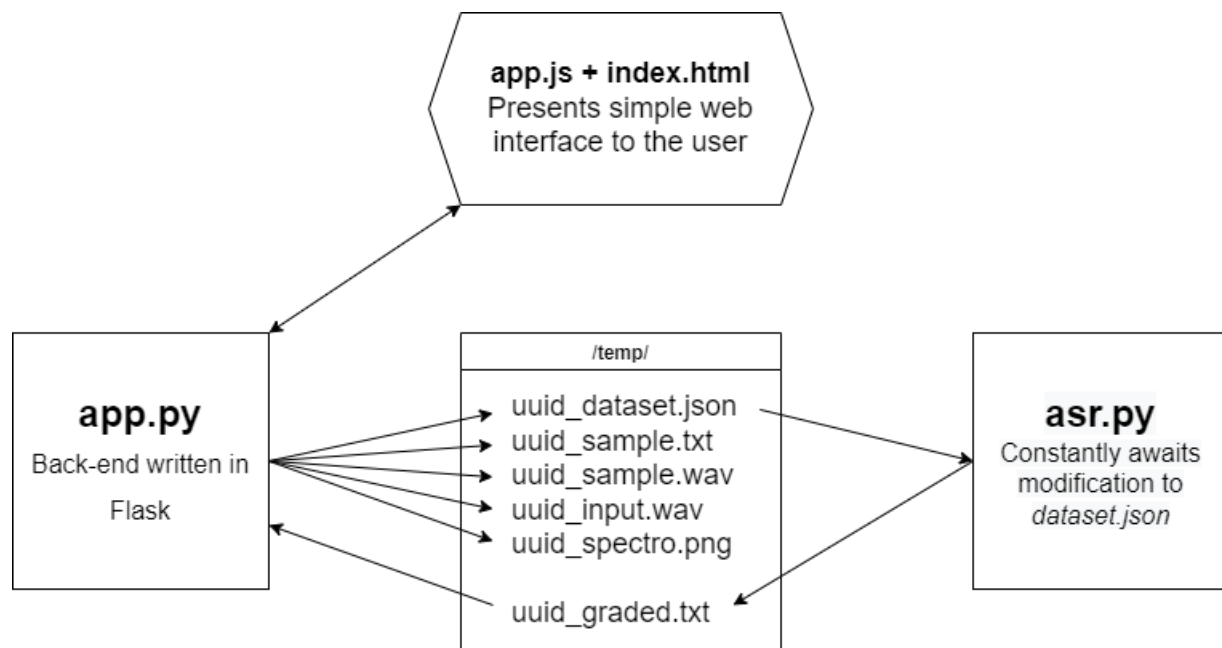 app.js + index.html
Presents simple web
interface to the user
app.py
Back-end written in
Flask
/temp/
uuid_dataset.json
uuid_sample.txt
uuid_sample.wav
uuid_input.wav
uuid_spectro.png
uuid_graded.txt
asr.py
Constantly awaits
modification to
dataset.json